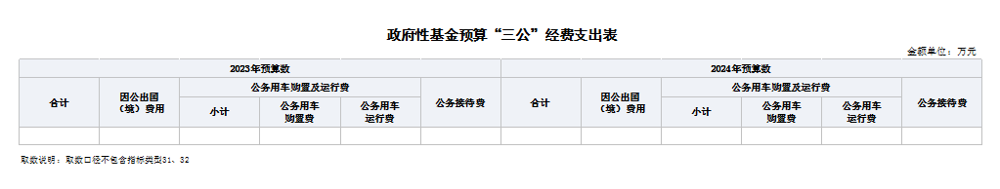 政府性基金预算“三公”经费支出表
金额单位：万元
2023年预算数 2024年预算数
合计 因公出国（境）费用 公务用车购置及运行费 公务接待费 合计 因公出国（境）费用 公务用车购置及运行费 公务接待费
小计 公务用车购置费 公务用车运行费 小计 公务用车购置费 公务用车运行费
取数说明：取数口径不包含指标类型31、32